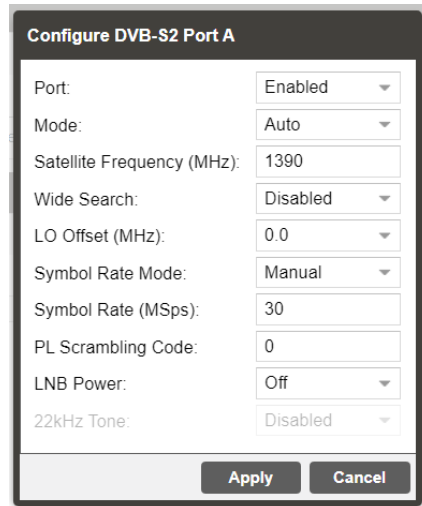 Configure DVB-S2 Port A
Port: Enabled
Mode: Auto
Satellite Frequency (MHz): 1390
Wide Search: Disabled
LO Offset (MHz): 0.0
Symbol Rate Mode: Manual
Symbol Rate (MSps): 30
PL Scrambling Code: 0
LNB Power: Off
22kHz Tone: Disabled
Apply Cancel